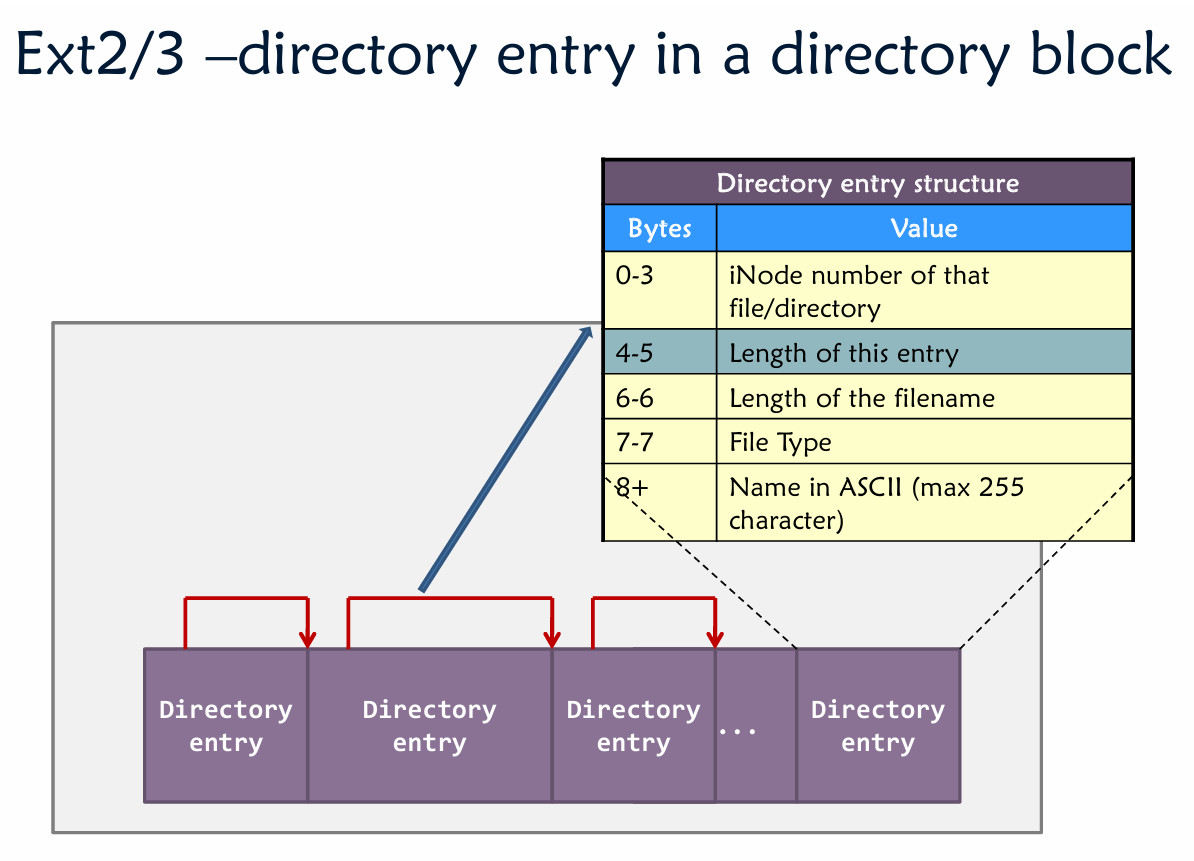 Ext2/3 –directory entry in a directory block
Directory entry structure
Bytes Value
0-3 iNode number of that
file/directory
4-5 Length of this entry
6-6 Length of the filename
7-7 File Type
8+ Name in ASCII (max 255
character)
Directory
entry
Directory
entry
Directory
entry
...
Directory
entry